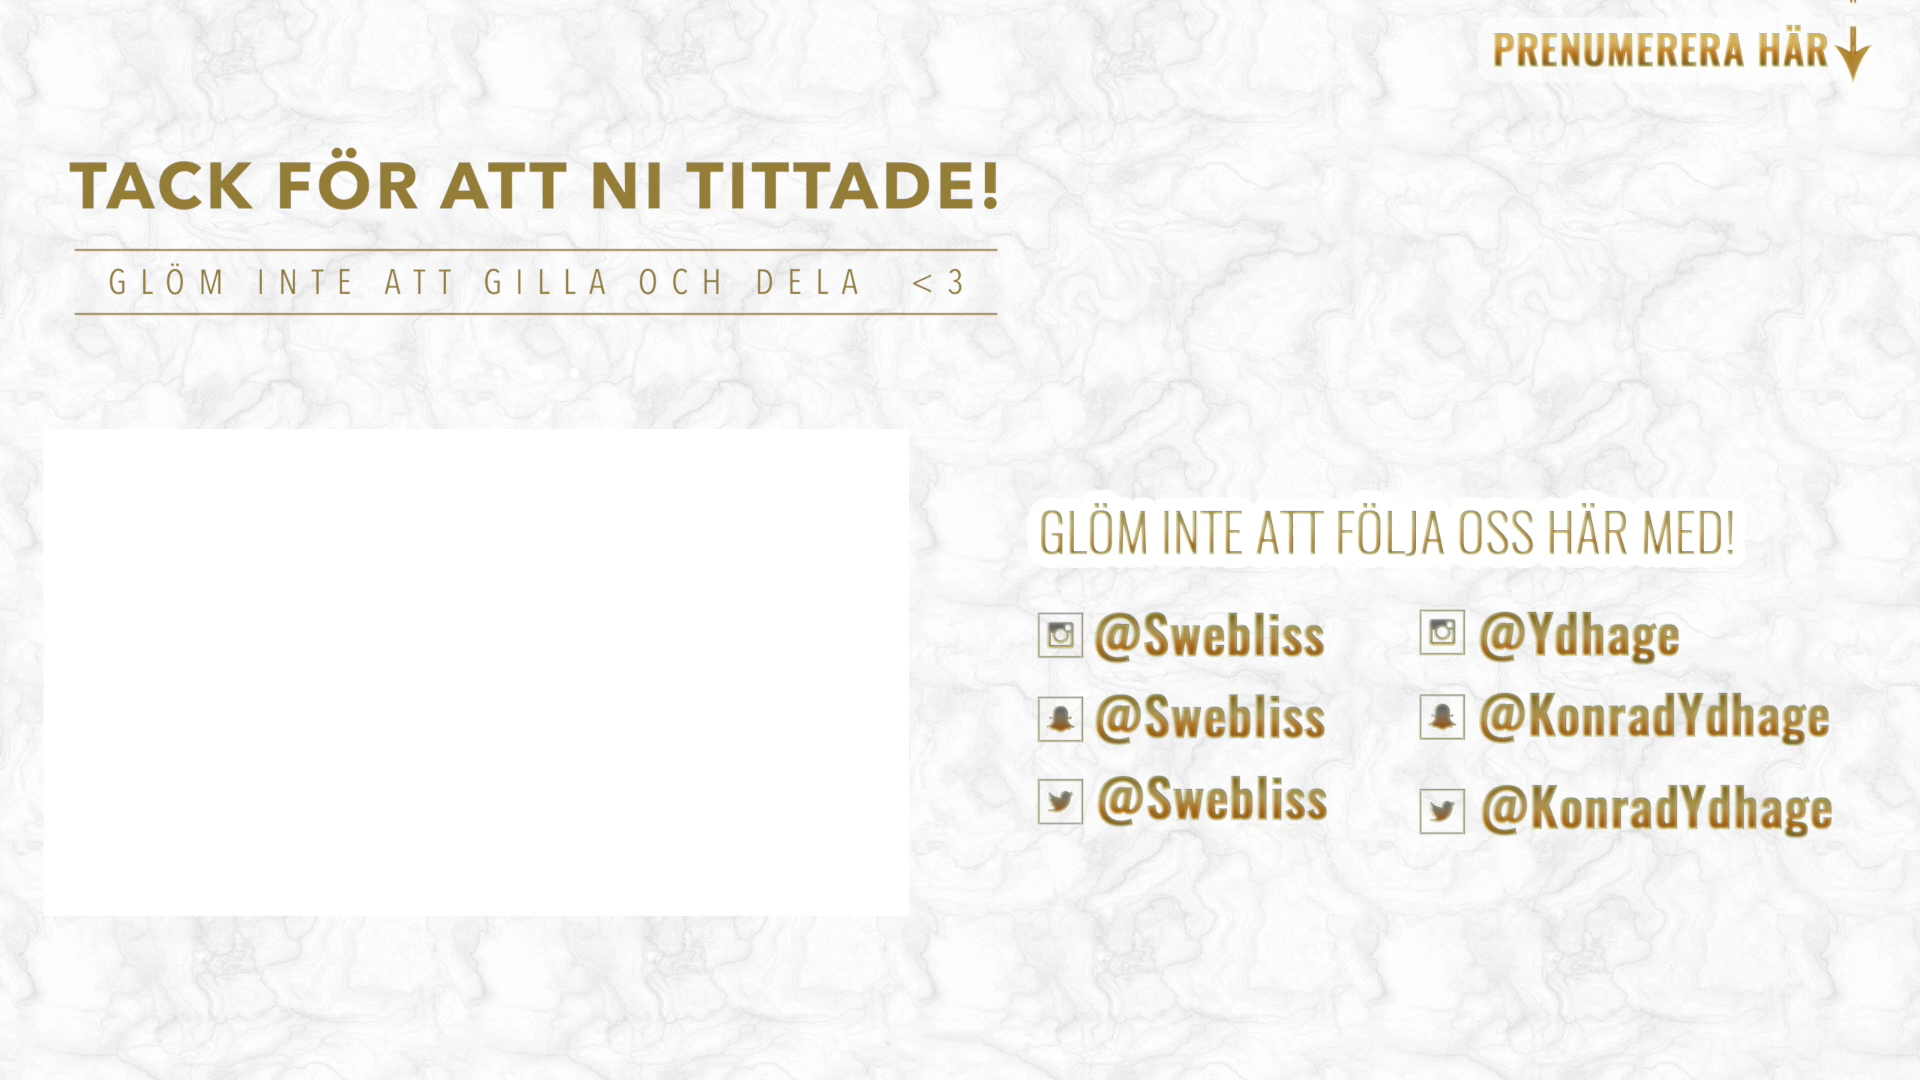 PRENUMERERA HÄR
TACK FÖR ATT NI TITTADE!
GLÖM INTE ATT GILLA OCH DELA <3
GLÖM INTE ATT FÖLJA OSS HÄR MED!
@Swebliss
@Ydhage
@Swebliss
@KonradYdhage
@Swebliss
@KonradYdhage